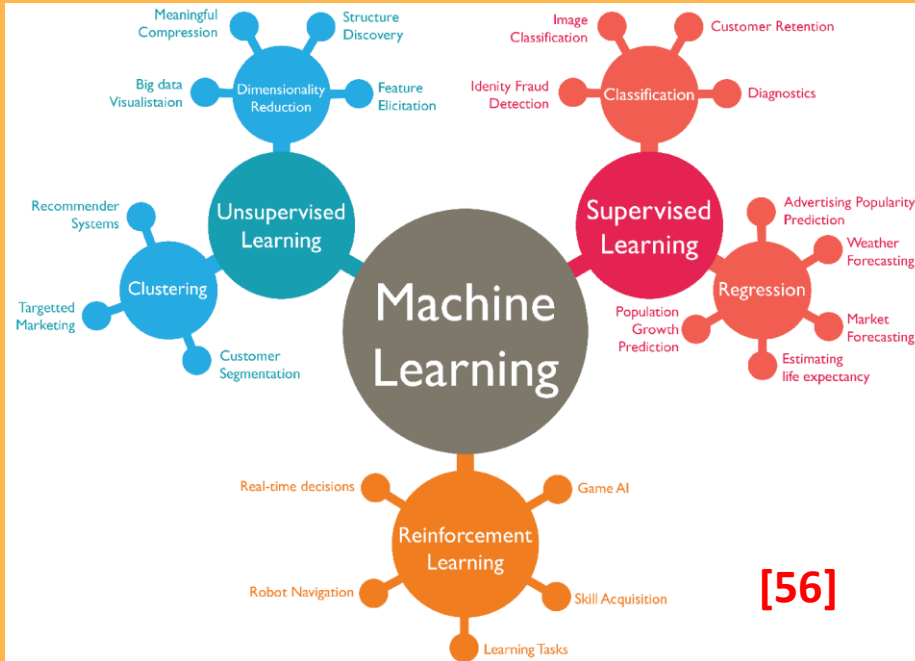 Meaningful
Compression
Structure
Discovery
Big data
Visualistaion
Dimensionality
Reduction
Feature
Elicitation
Image
Classification
Customer Retention
Idenity Fraud
Detection
Classification
Diagnostics
Recommender
Systems
Unsupervised
Learning
Clustering
Targetted
Marketing
Customer
Segmentation
Machine
Learning
Supervised
Learning
Advertising Popularity
Prediction
Weather
Forecasting
Regression
Population
Growth
Prediction
Market
Forecasting
Estimating
life expectancy
Real-time decisions
Game AI
Reinforcement
Learning
Robot Navigation
Skill Acquisition
Learning Tasks
[56]